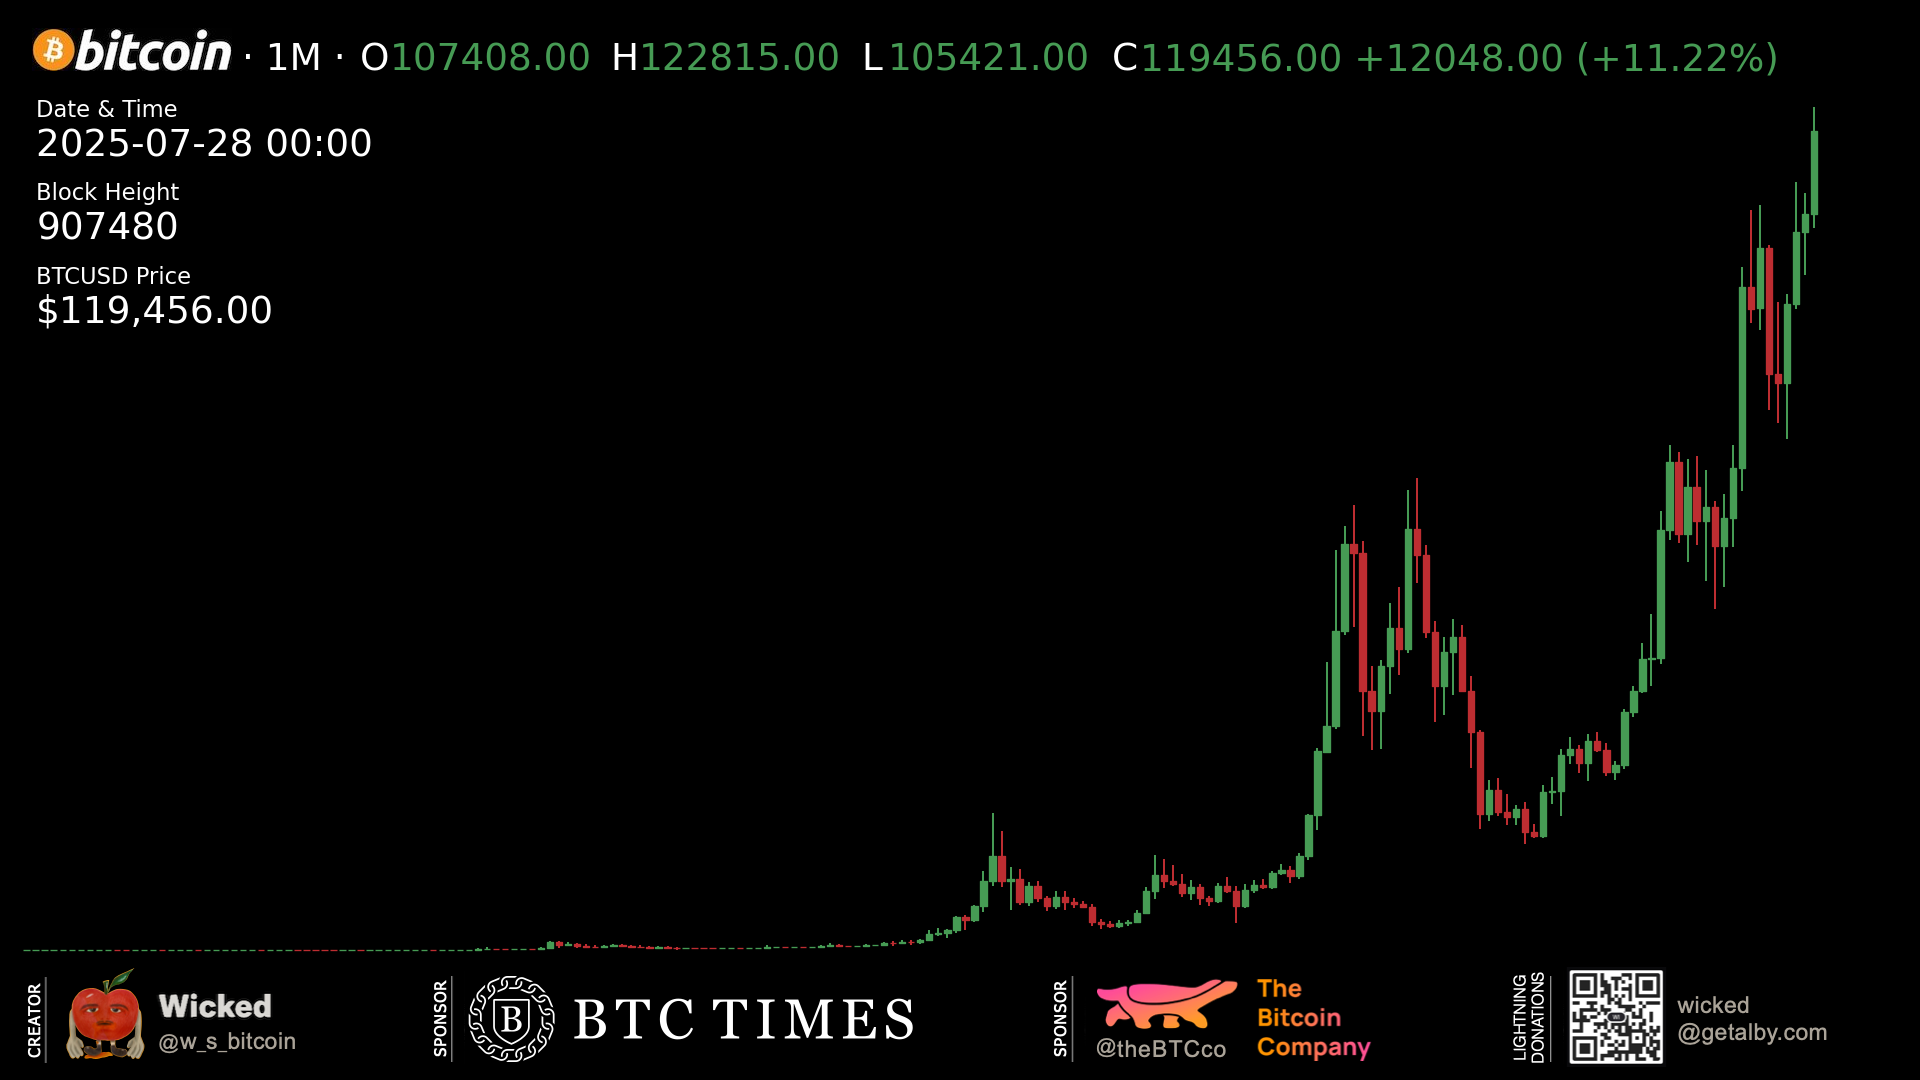 bitcoin · 1M · O107408.00 H122815.00 L105421.00 C119456.00 +12048.00 (+11.22%)
Date & Time
2025-07-28 00:00
Block Height
907480
BTCUSD Price
$119,456.00
CREATOR
Wicked
@w_s_bitcoin
SPONSOR
B
BTC TIMES
SPONSOR
@theBTCco
The
Bitcoin
Company
LIGHTNING
DONATIONS
wicked
@getalby.com